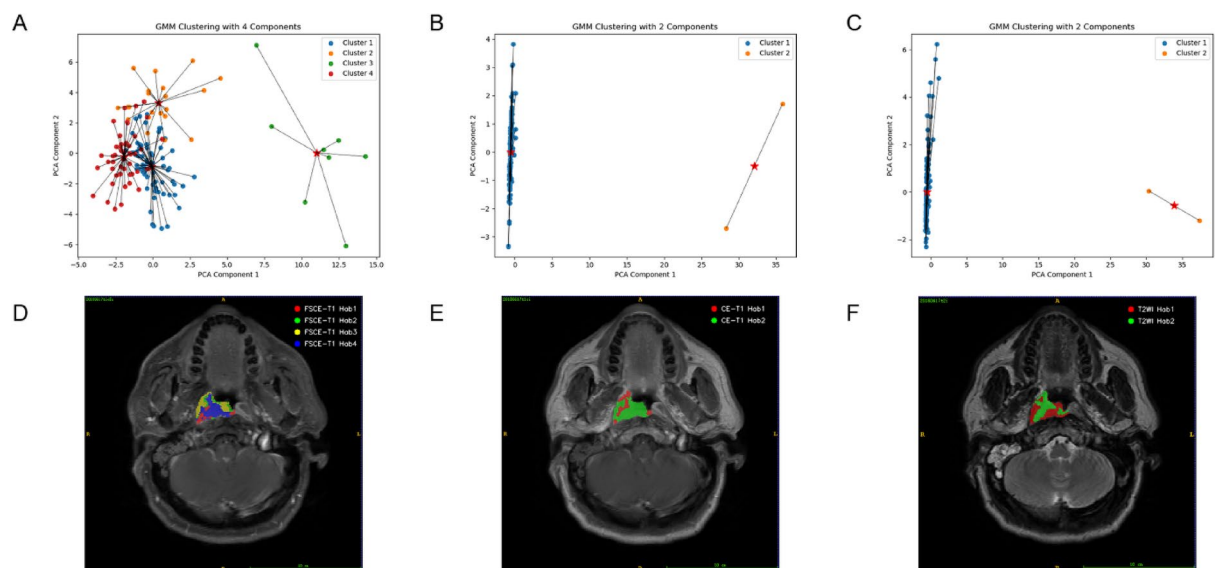 A
GMM Clustering with 4 Components
Cluster 1
Cluster 2
Cluster 3
Cluster 4
PCA Component 2
6
4
2
0
−2
−4
−6
−5.0 −2.5 0.0 2.5 5.0 7.5 10.0 12.5 15.0
PCA Component 1
B
GMM Clustering with 2 Components
Cluster 1
Cluster 2
PCA Component 2
4
3
2
1
0
−1
−2
−3
0 5 10 15 20 25 30 35
PCA Component 1
C
GMM Clustering with 2 Components
Cluster 1
Cluster 2
PCA Component 2
6
4
2
0
−2
0 5 10 15 20 25 30 35
PCA Component 1
D
A
FSCE-T1 Hab1
FSCE-T1 Hab2
FSCE-T1 Hab3
FSCE-T1 Hab4
R
L
E
A
CE-T1 Hab1
CE-T1 Hab2
R
L
F
A
T2WI Hab1
T2WI Hab2
R
L